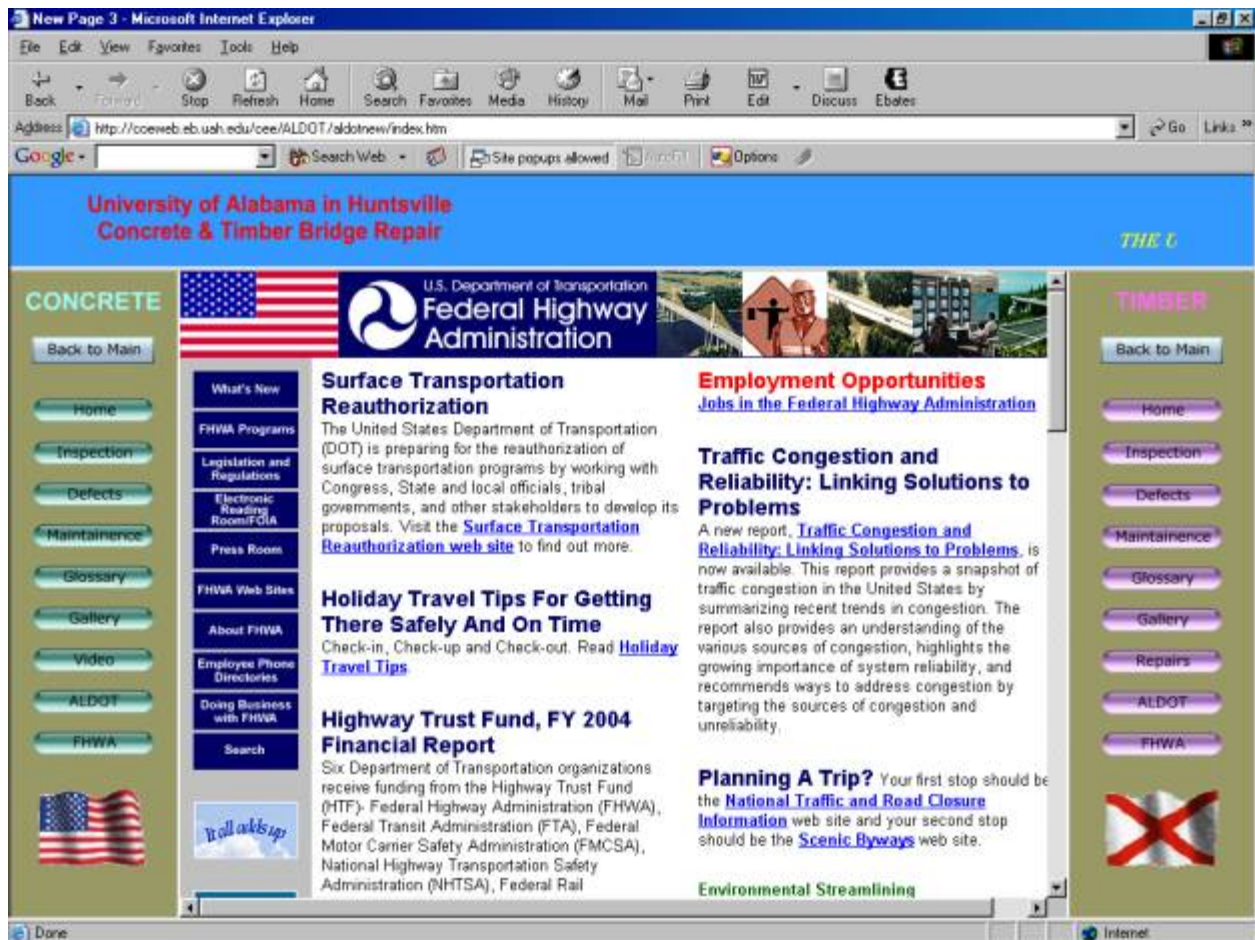 New Page 3 - Microsoft Internet Explorer
File Edit View Favorites Tools Help
Back Forward Stop Refresh Home Search Favorites Media History Mail Print Edit Discuss Ebates
Address http://coeweb.eb.uah.edu/cee/ALDOT/aldotnew/index.htm Go Links »
Google Search Web Site popups allowed AutoFill Options
University of Alabama in Huntsville
Concrete & Timber Bridge Repair
THE U
CONCRETE
Back to Main
Home
Inspection
Defects
Maintainence
Glossary
Gallery
Video
ALDOT
FHWA
U.S. Department of Transportation
Federal Highway
Administration
What's New
FHWA Programs
Legislation and
Regulations
Electronic
Reading
Room/FOIA
Press Room
FHWA Web Sites
About FHWA
Employee Phone
Directories
Doing Business
with FHWA
Search
It all adds up
Surface Transportation
Reauthorization
The United States Department of Transportation
(DOT) is preparing for the reauthorization of
surface transportation programs by working with
Congress, State and local officials, tribal
governments, and other stakeholders to develop its
proposals. Visit the Surface Transportation
Reauthorization web site to find out more.
Holiday Travel Tips For Getting
There Safely And On Time
Check-in, Check-up and Check-out. Read Holiday
Travel Tips.
Highway Trust Fund, FY 2004
Financial Report
Six Department of Transportation organizations
receive funding from the Highway Trust Fund
(HTF)- Federal Highway Administration (FHWA),
Federal Transit Administration (FTA), Federal
Motor Carrier Safety Administration (FMCSA),
National Highway Transportation Safety
Administration (NHTSA), Federal Rail
Employment Opportunities
Jobs in the Federal Highway Administration
Traffic Congestion and
Reliability: Linking Solutions to
Problems
A new report, Traffic Congestion and
Reliability: Linking Solutions to Problems, is
now available. This report provides a snapshot of
traffic congestion in the United States by
summarizing recent trends in congestion. The
report also provides an understanding of the
various sources of congestion, highlights the
growing importance of system reliability, and
recommends ways to address congestion by
targeting the sources of congestion and
unreliability.
Planning A Trip? Your first stop should be
the National Traffic and Road Closure
Information web site and your second stop
should be the Scenic Byways web site.
Environmental Streamlining
TIMBER
Back to Main
Home
Inspection
Defects
Maintainence
Glossary
Gallery
Repairs
ALDOT
FHWA
Done
Internet